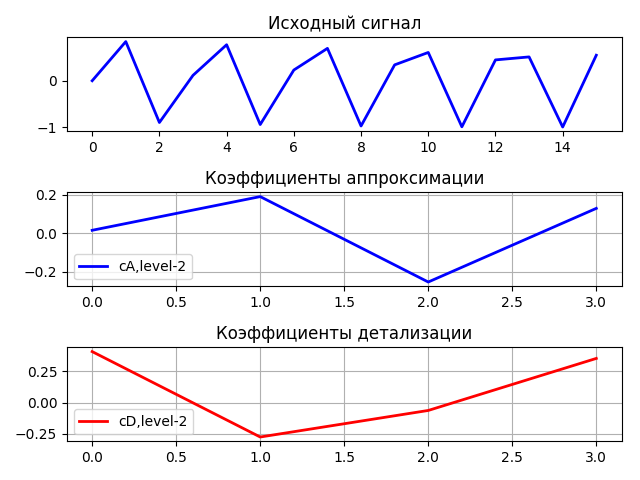 Исходный сигнал
0
−1
0 2 4 6 8 10 12 14
Коэффициенты аппроксимации
0.2
0.0
−0.2
cA,level-2
0.0 0.5 1.0 1.5 2.0 2.5 3.0
Коэффициенты детализации
0.25
0.00
−0.25
cD,level-2
0.0 0.5 1.0 1.5 2.0 2.5 3.0